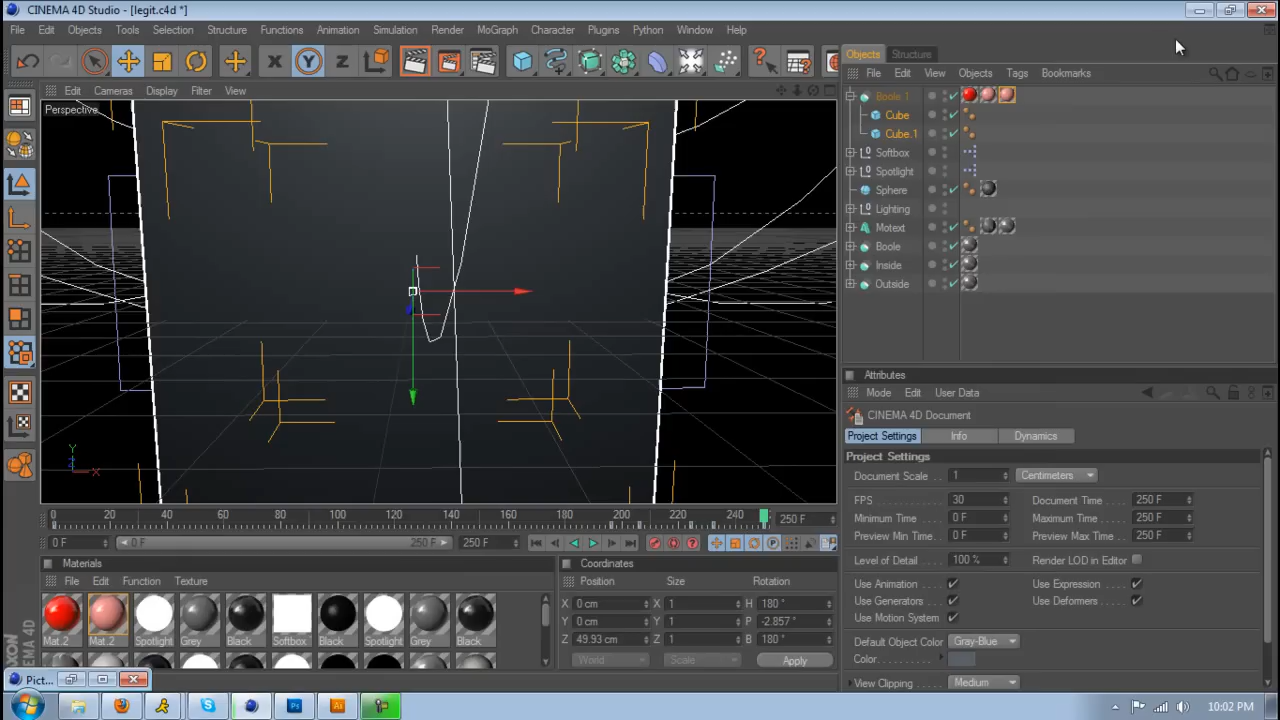 CINEMA 4D Studio - [legit.c4d *]
File Edit Objects Tools Selection Structure Functions Animation Simulation Render MoGraph Character Plugins Python Window Help
X Y Z
Objects Structure
File Edit View Objects Tags Bookmarks
Edit Cameras Display Filter View
Perspective
Boole 1
Cube
Cube.1
Softbox
Spotlight
Sphere
Lighting
Motext
Boole
Inside
Outside
Y
Z
X
Attributes
Mode Edit User Data
CINEMA 4D Document
Project Settings Info Dynamics
Project Settings
Document Scale . . 1 Centimeters
FPS 30 Document Time 250 F
Minimum Time 0 F Maximum Time 250 F
Preview Min Time 0 F Preview Max Time 250 F
Level of Detail 100 % Render LOD in Editor
Use Animation Use Expression
Use Generators Use Deformers
Use Motion System
Default Object Color Gray-Blue
Color
View Clipping Medium
0 20 40 60 80 100 120 140 160 180 200 220 240 250 F
0 F 0 F 250 F 250 F
Materials
File Edit Function Texture
Mat.2 Mat.2 Spotlight Grey Black Softbox Black Spotlight Grey Black
Coordinates
Position Size Rotation
X 0 cm X 1 H 180 °
Y 0 cm Y 1 P -2.857 °
Z 49.93 cm Z 1 B 180 °
World Scale Apply
MAXON
CINEMA 4D
Pict...
10:02 PM